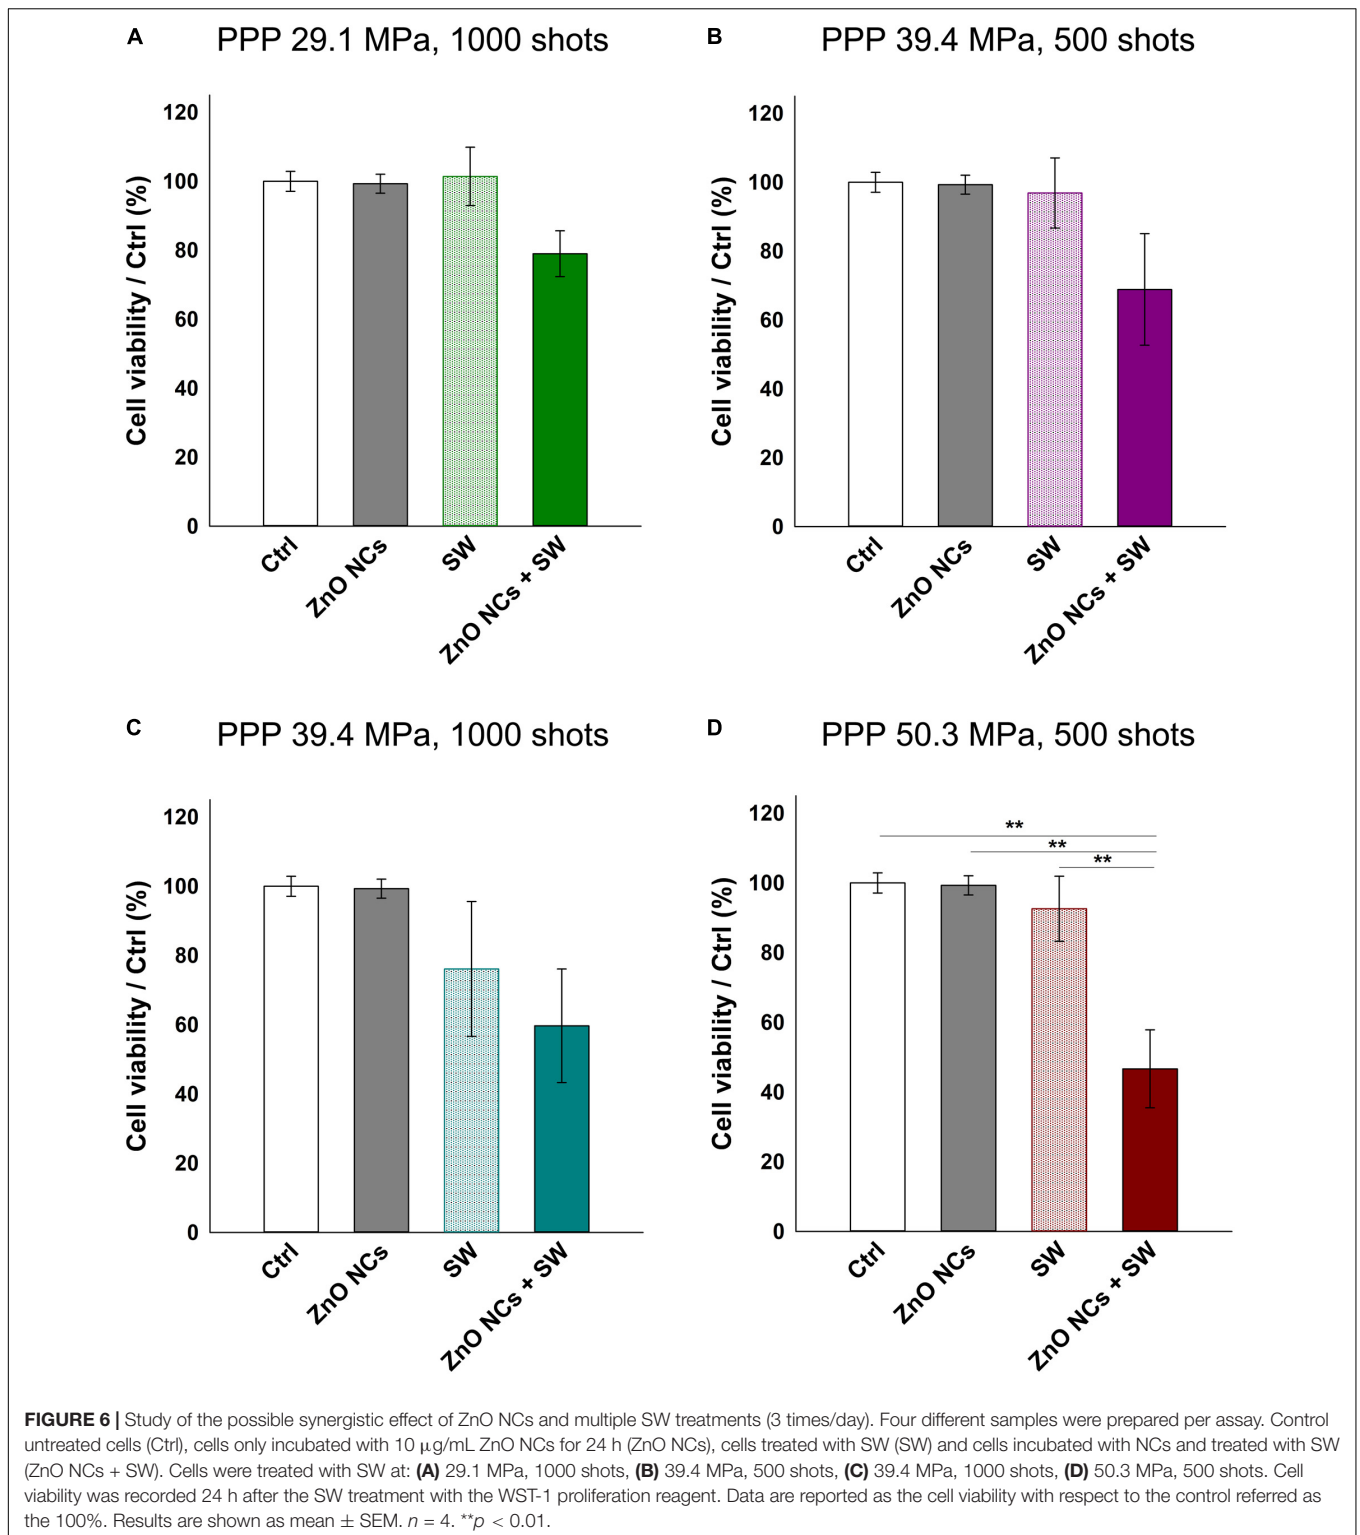 A PPP 29.1 MPa, 1000 shots
Cell viability / Ctrl (%)
120
100
80
60
40
20
0
Ctrl
ZnO NCs
SW
ZnO NCs + SW
B PPP 39.4 MPa, 500 shots
Cell viability / Ctrl (%)
120
100
80
60
40
20
0
Ctrl
ZnO NCs
SW
ZnO NCs + SW
C PPP 39.4 MPa, 1000 shots
Cell viability / Ctrl (%)
120
100
80
60
40
20
0
Ctrl
ZnO NCs
SW
ZnO NCs + SW
D PPP 50.3 MPa, 500 shots
Cell viability / Ctrl (%)
120
100
80
60
40
20
0
**
**
**
Ctrl
ZnO NCs
SW
ZnO NCs + SW
FIGURE 6 | Study of the possible synergistic effect of ZnO NCs and multiple SW treatments (3 times/day). Four different samples were prepared per assay. Control
untreated cells (Ctrl), cells only incubated with 10 μg/mL ZnO NCs for 24 h (ZnO NCs), cells treated with SW (SW) and cells incubated with NCs and treated with SW
(ZnO NCs + SW). Cells were treated with SW at: (A) 29.1 MPa, 1000 shots, (B) 39.4 MPa, 500 shots, (C) 39.4 MPa, 1000 shots, (D) 50.3 MPa, 500 shots. Cell
viability was recorded 24 h after the SW treatment with the WST-1 proliferation reagent. Data are reported as the cell viability with respect to the control referred as
the 100%. Results are shown as mean ± SEM. n = 4. **p < 0.01.